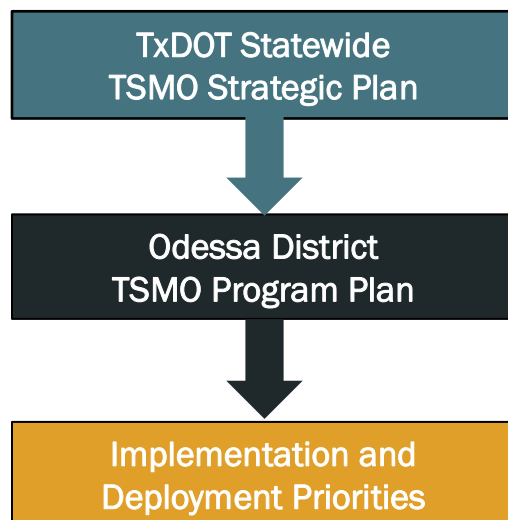 TxDOT Statewide
TSMO Strategic Plan
Odessa District
TSMO Program Plan
Implementation and
Deployment Priorities